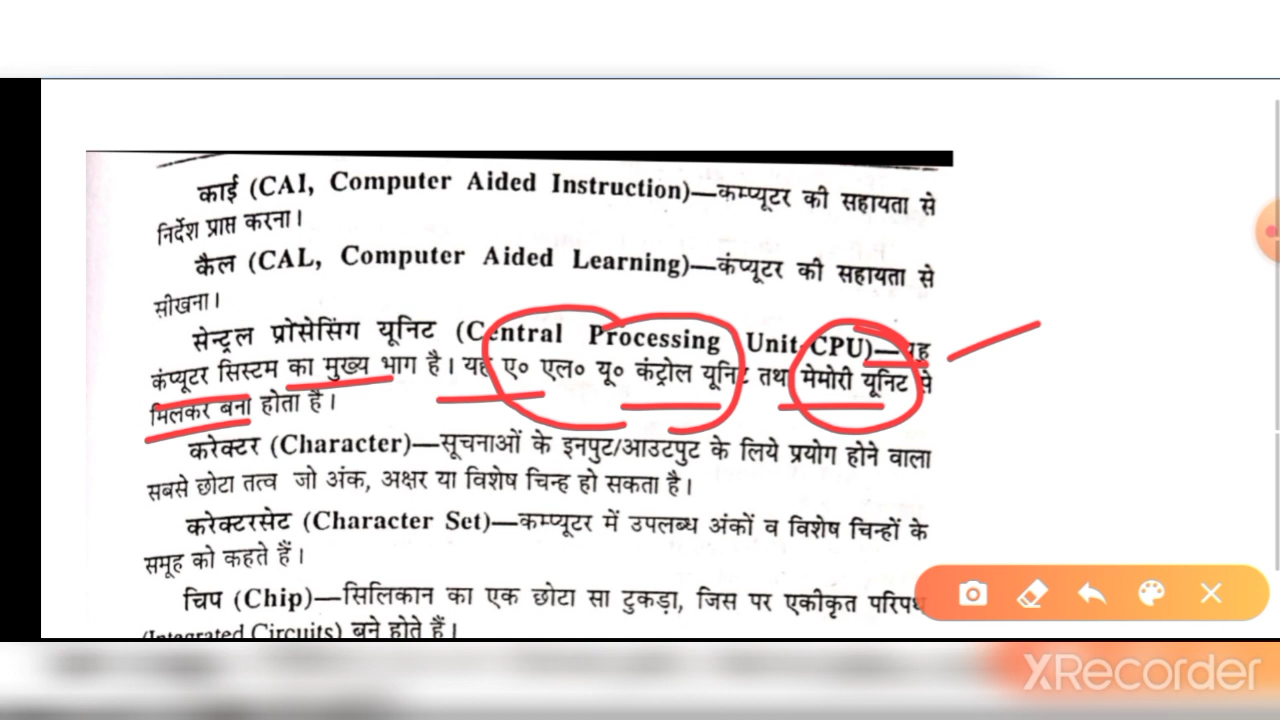 काई (CAI, Computer Aided Instruction)—कम्प्यूटर की सहायता से
निर्देश प्राप्त करना।
कैल (CAL, Computer Aided Learning)—कंप्यूटर की सहायता से
सीखना।
सेन्ट्रल प्रोसेसिंग यूनिट (Central Processing Unit-CPU)—यह
कंप्यूटर सिस्टम का मुख्य भाग है। यह ए० एल० यू० कंट्रोल यूनिट तथा मेमोरी यूनिट से
मिलकर बना होता है।
करेक्टर (Character)—सूचनाओं के इनपुट/आउटपुट के लिये प्रयोग होने वाला
सबसे छोटा तत्व जो अंक, अक्षर या विशेष चिन्ह हो सकता है।
करेक्टरसेट (Character Set)—कम्प्यूटर में उपलब्ध अंकों व विशेष चिन्हों के
समूह को कहते हैं।
चिप (Chip)—सिलिकान का एक छोटा सा टुकड़ा, जिस पर एकीकृत परिपथ
(Integrated Circuits) बने होते हैं।
XRecorder